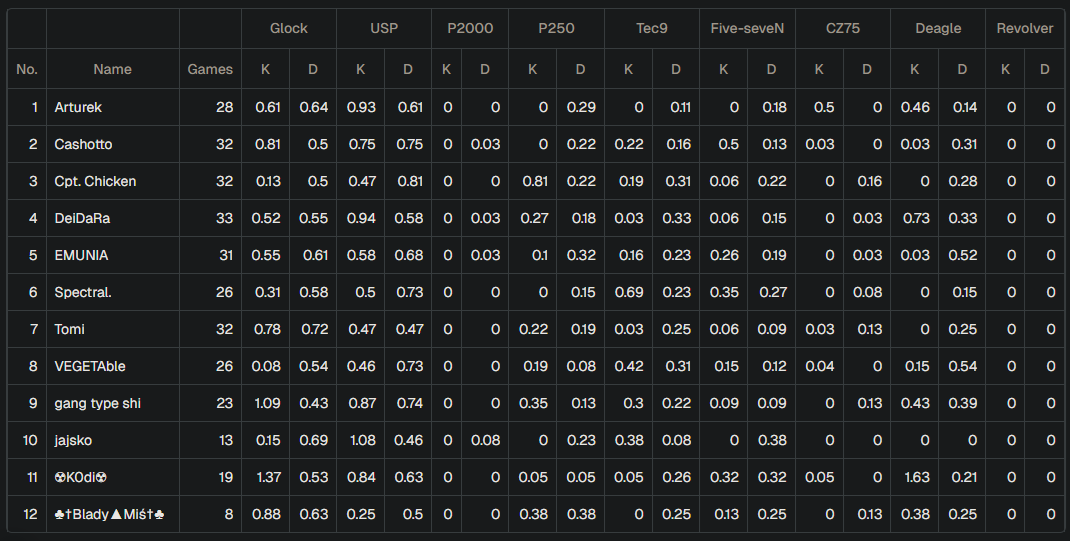 Glock USP P2000 P250 Tec9 Five-seveN CZ75 Deagle Revolver
No. Name Games K D K D K D K D K D K D K D K D K D
1 Arturek 28 0.61 0.64 0.93 0.61 0 0 0 0.29 0 0.11 0 0.18 0.5 0 0.46 0.14 0 0
2 Cashotto 32 0.81 0.5 0.75 0.75 0 0.03 0 0.22 0.22 0.16 0.5 0.13 0.03 0 0.03 0.31 0 0
3 Cpt. Chicken 32 0.13 0.5 0.47 0.81 0 0 0.81 0.22 0.19 0.31 0.06 0.22 0 0.16 0 0.28 0 0
4 DeiDaRa 33 0.52 0.55 0.94 0.58 0 0.03 0.27 0.18 0.03 0.33 0.06 0.15 0 0.03 0.73 0.33 0 0
5 EMUNIA 31 0.55 0.61 0.58 0.68 0 0.03 0.1 0.32 0.16 0.23 0.26 0.19 0 0.03 0.03 0.52 0 0
6 Spectral. 26 0.31 0.58 0.5 0.73 0 0 0 0.15 0.69 0.23 0.35 0.27 0 0.08 0 0.15 0 0
7 Tomi 32 0.78 0.72 0.47 0.47 0 0 0.22 0.19 0.03 0.25 0.06 0.09 0.03 0.13 0 0.25 0 0
8 VEGETAble 26 0.08 0.54 0.46 0.73 0 0 0.19 0.08 0.42 0.31 0.15 0.12 0.04 0 0.15 0.54 0 0
9 gang type shi 23 1.09 0.43 0.87 0.74 0 0 0.35 0.13 0.3 0.22 0.09 0.09 0 0.13 0.43 0.39 0 0
10 jajsko 13 0.15 0.69 1.08 0.46 0 0.08 0 0.23 0.38 0.08 0 0.38 0 0 0 0 0 0
11 ☢K0di☢ 19 1.37 0.53 0.84 0.63 0 0 0.05 0.05 0.05 0.26 0.32 0.32 0.05 0 1.63 0.21 0 0
12 ♣†Blady▲Miś†♣ 8 0.88 0.63 0.25 0.5 0 0 0.38 0.38 0 0.25 0.13 0.25 0 0.13 0.38 0.25 0 0